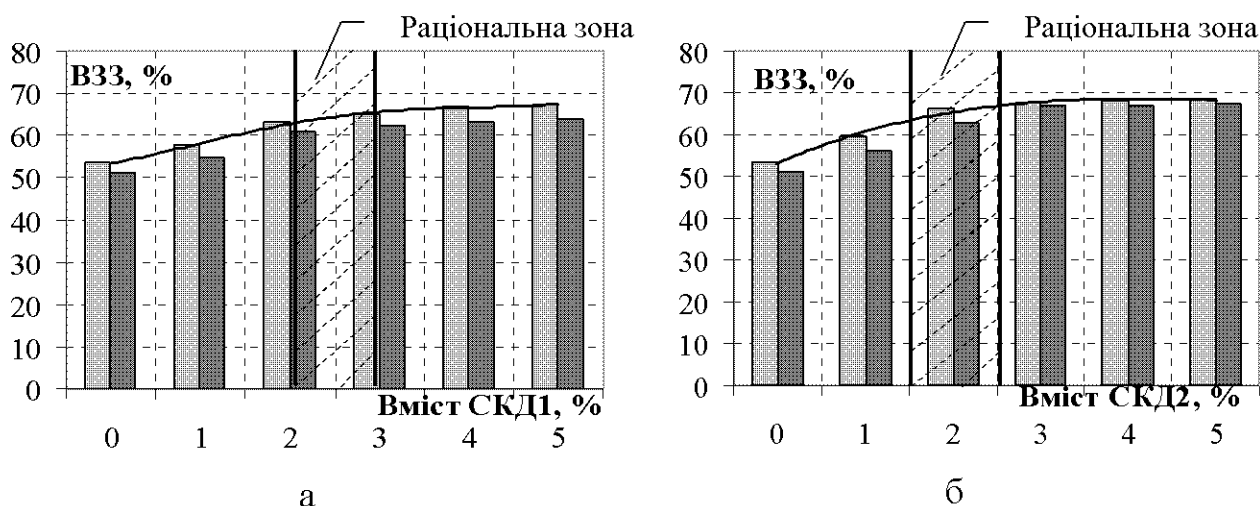 Раціональна зона
ВЗЗ, %
80
70
60
50
40
30
20
10
0
Вміст СКД1, %
0 1 2 3 4 5
а
Раціональна зона
ВЗЗ, %
80
70
60
50
40
30
20
10
0
Вміст СКД2, %
0 1 2 3 4 5
б